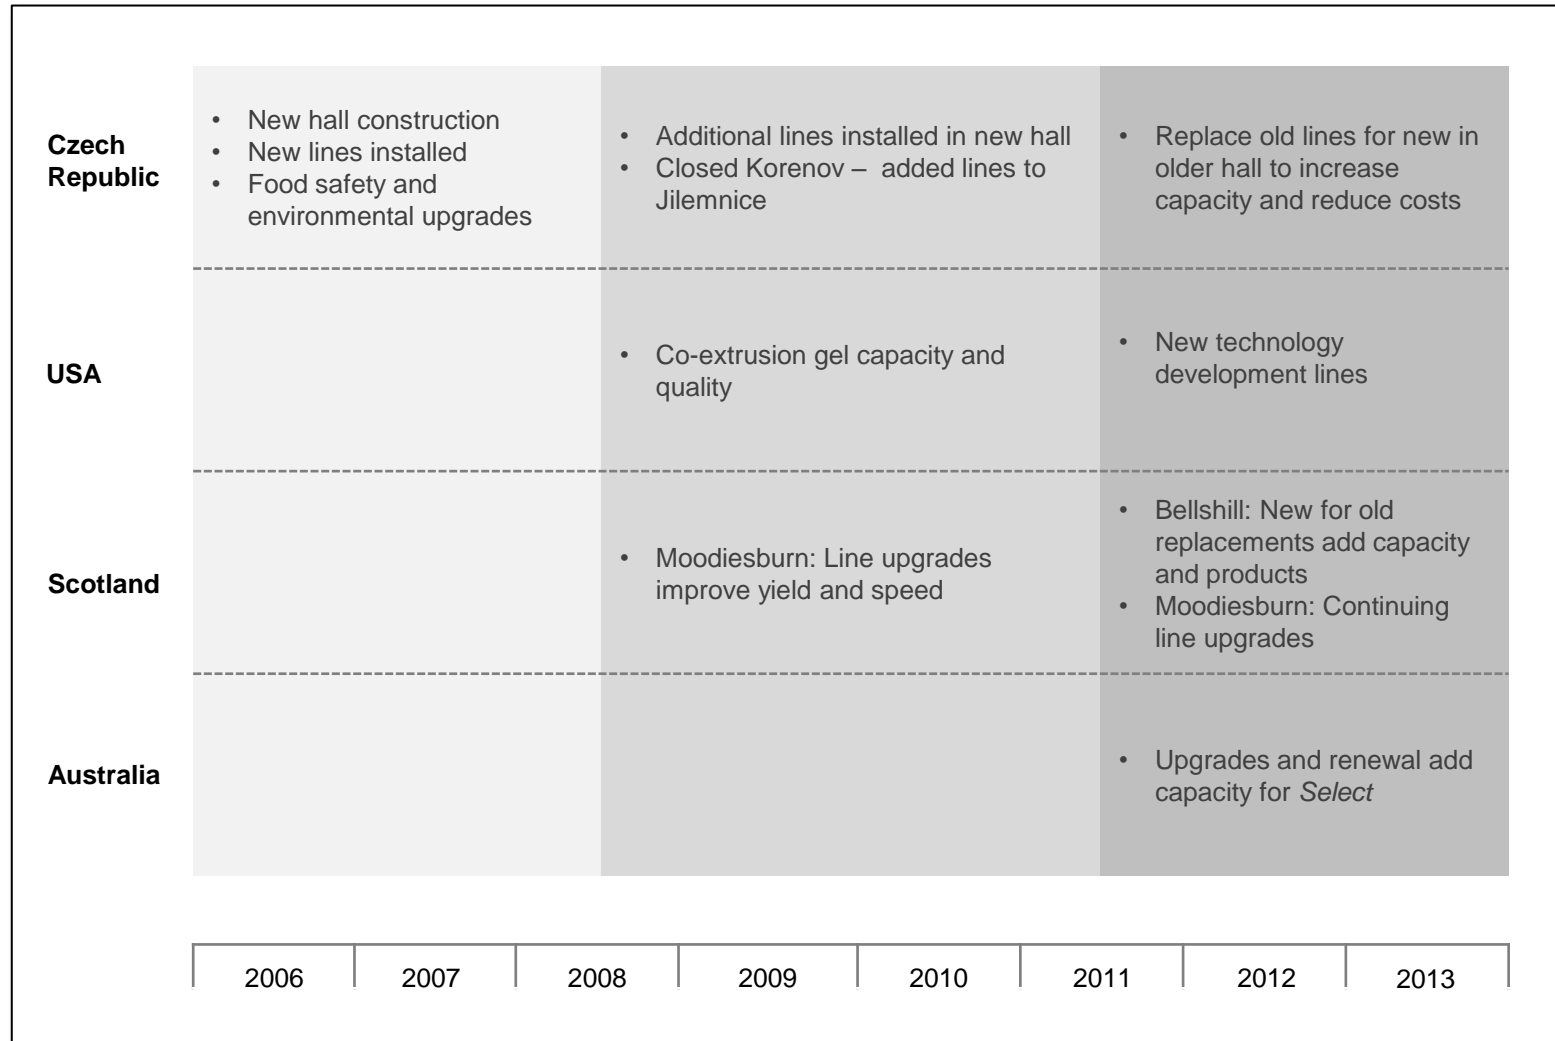 Czech
Republic
• New hall construction
• New lines installed
• Food safety and
environmental upgrades
• Additional lines installed in new hall
• Closed Korenov – added lines to
Jilemnice
• Replace old lines for new in
older hall to increase
capacity and reduce costs
USA
• Co-extrusion gel capacity and
quality
• New technology
development lines
Scotland
• Moodiesburn: Line upgrades
improve yield and speed
• Bellshill: New for old
replacements add capacity
and products
• Moodiesburn: Continuing
line upgrades
Australia
• Upgrades and renewal add
capacity for Select
2006 2007 2008 2009 2010 2011 2012 2013